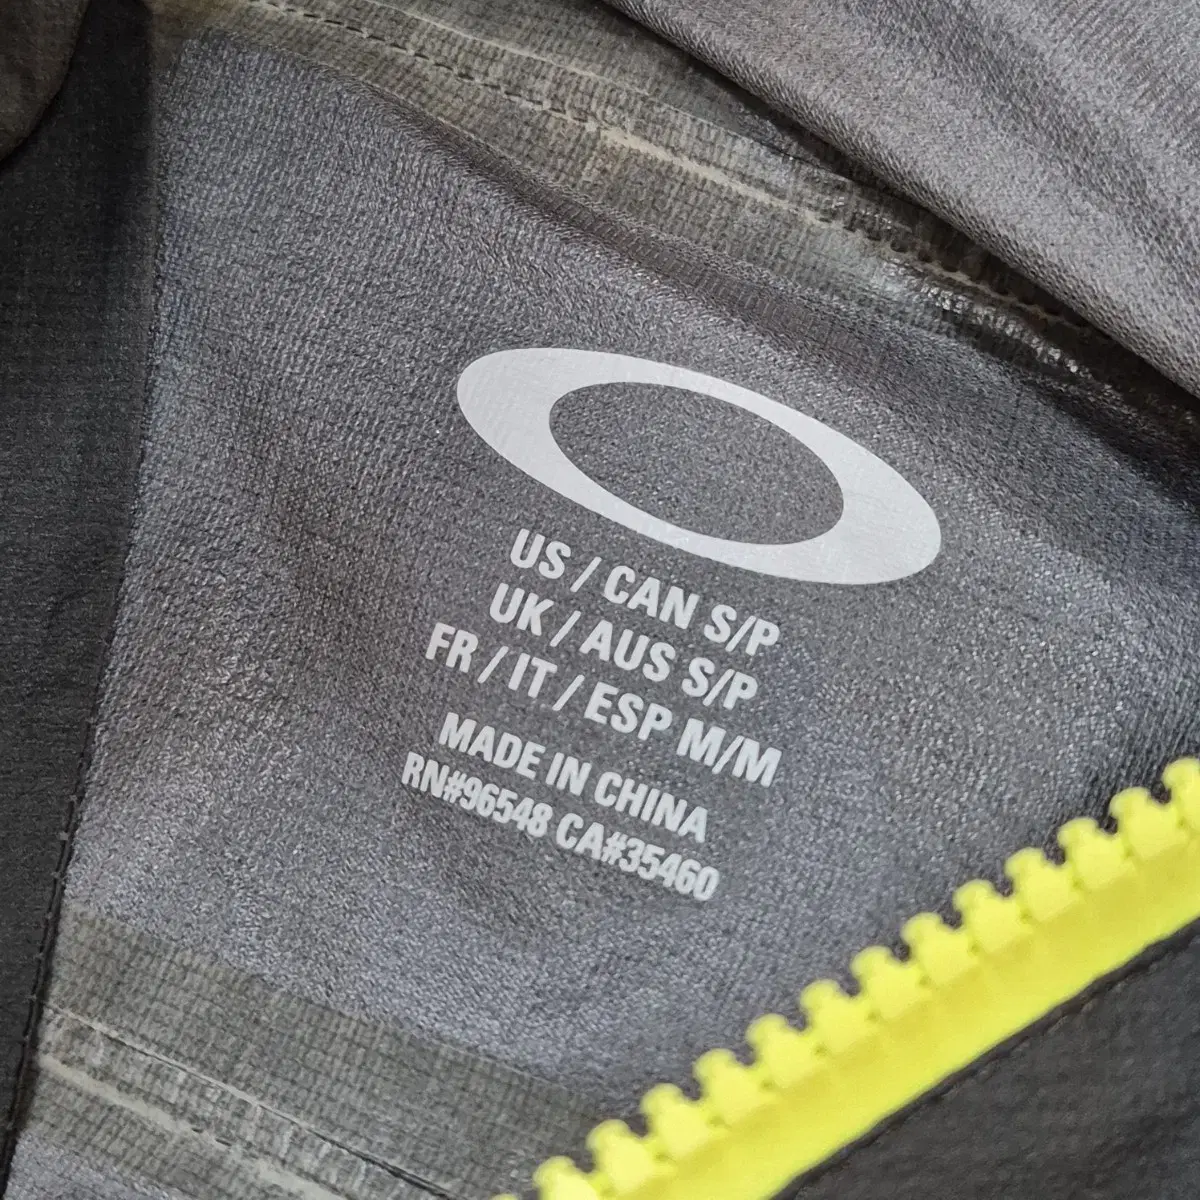 US / CAN S/P
UK / AUS S/P
FR / IT / ESP M/M
MADE IN CHINA
RN#96548 CA#35460